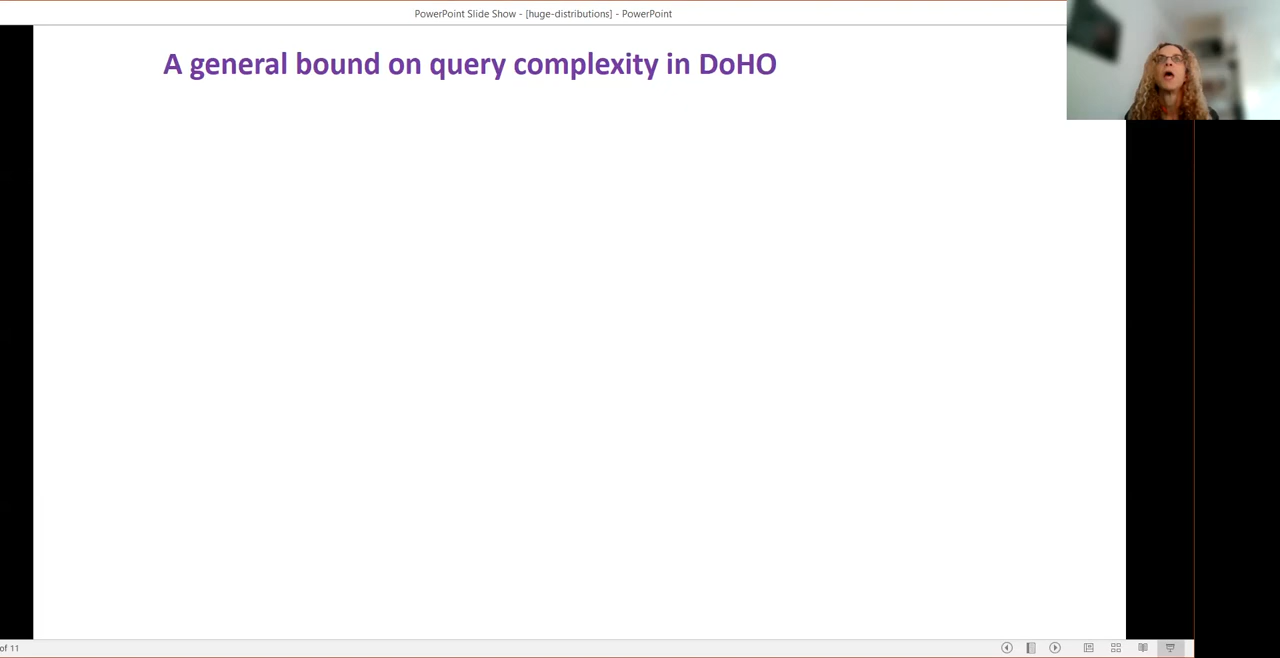 PowerPoint Slide Show - [huge-distributions] - PowerPoint
A general bound on query complexity in DoHO
of 11